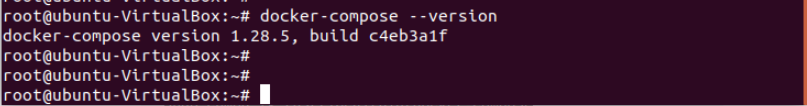 root@ubuntu-VirtualBox:~# docker-compose --version
docker-compose version 1.28.5, build c4eb3a1f
root@ubuntu-VirtualBox:~#
root@ubuntu-VirtualBox:~#
root@ubuntu-VirtualBox:~#